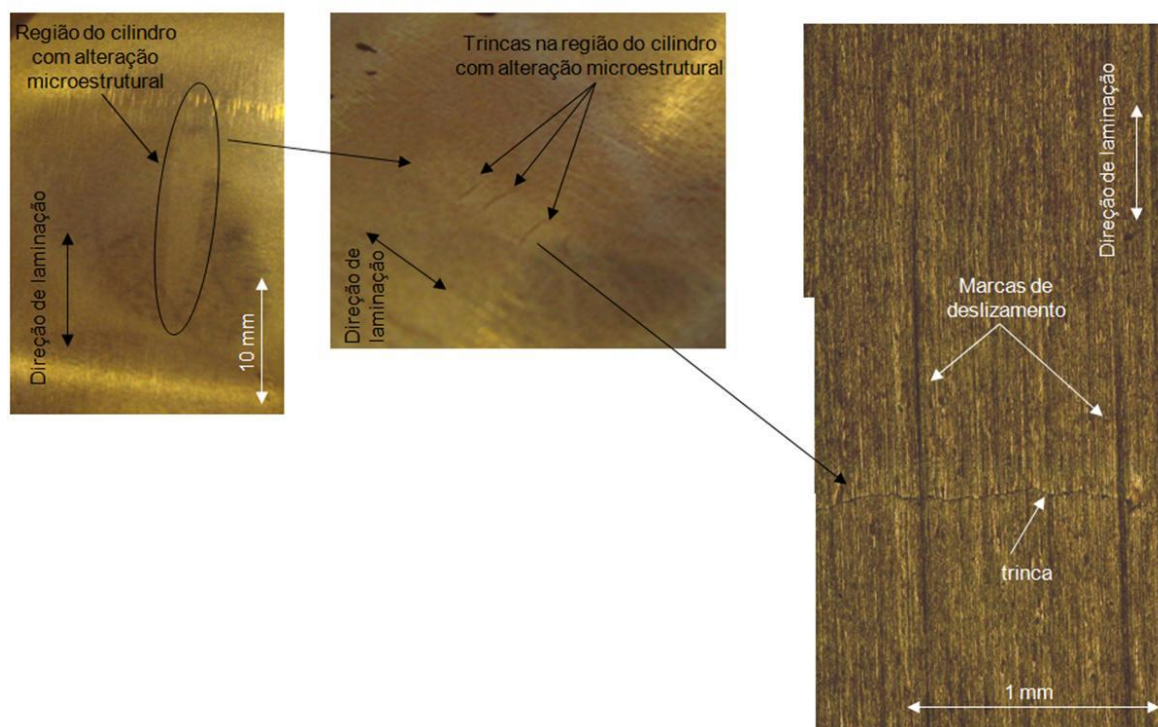 Região do cilindro
com alteração
microestrutural
Direção de laminação
10 mm
Trincas na região do cilindro
com alteração microestrutural
Direção de
laminação
Direção de laminação
Marcas de
deslizamento
trinca
1 mm